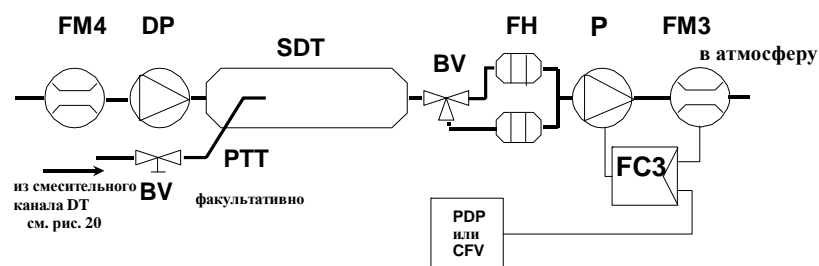 FM4
DP
SDT
BV
FH
P
FM3
в атмосферу
PTT
BV
факультативно
из смесительного
канала DT
см. рис. 20
FC3
PDP
или
CFV